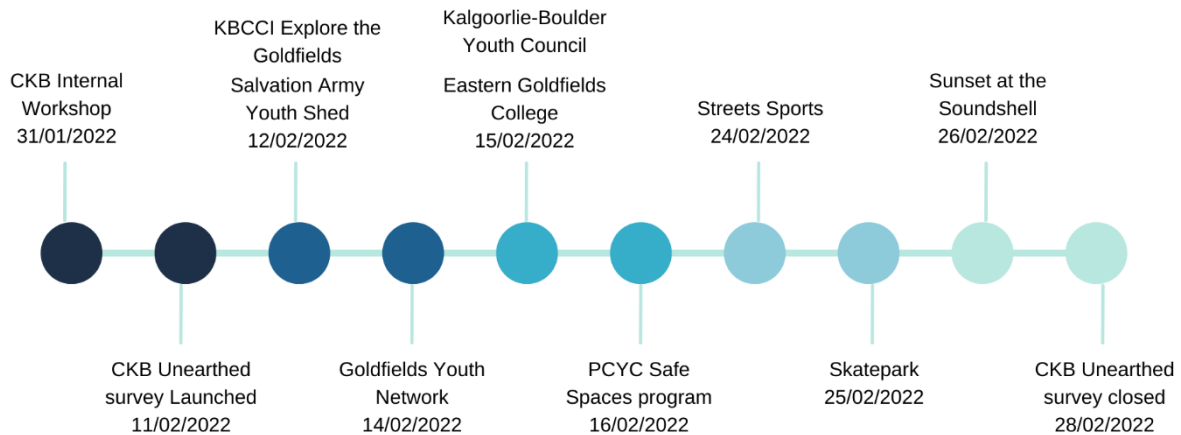 CKB Internal
Workshop
31/01/2022
CKB Unearthed
survey Launched
11/02/2022
KBCCI Explore the
Goldfields
Salvation Army
Youth Shed
12/02/2022
Goldfields Youth
Network
14/02/2022
Kalgoorlie-Boulder
Youth Council
Eastern Goldfields
College
15/02/2022
PCYC Safe
Spaces program
16/02/2022
Streets Sports
24/02/2022
Skatepark
25/02/2022
Sunset at the
Soundshell
26/02/2022
CKB Unearthed
survey closed
28/02/2022